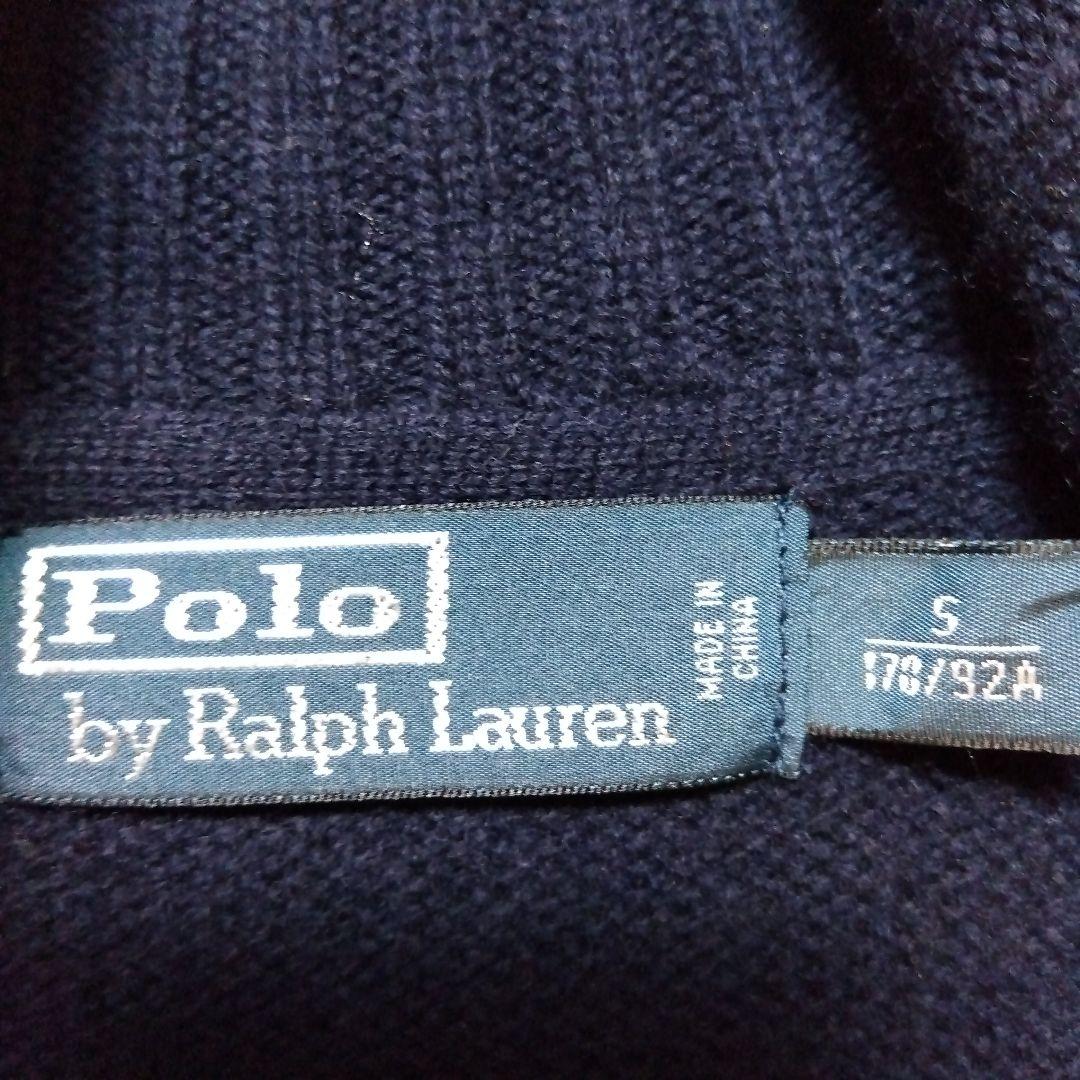 Polo
by Ralph Lauren
MADE IN
CHINA
S
170/92A